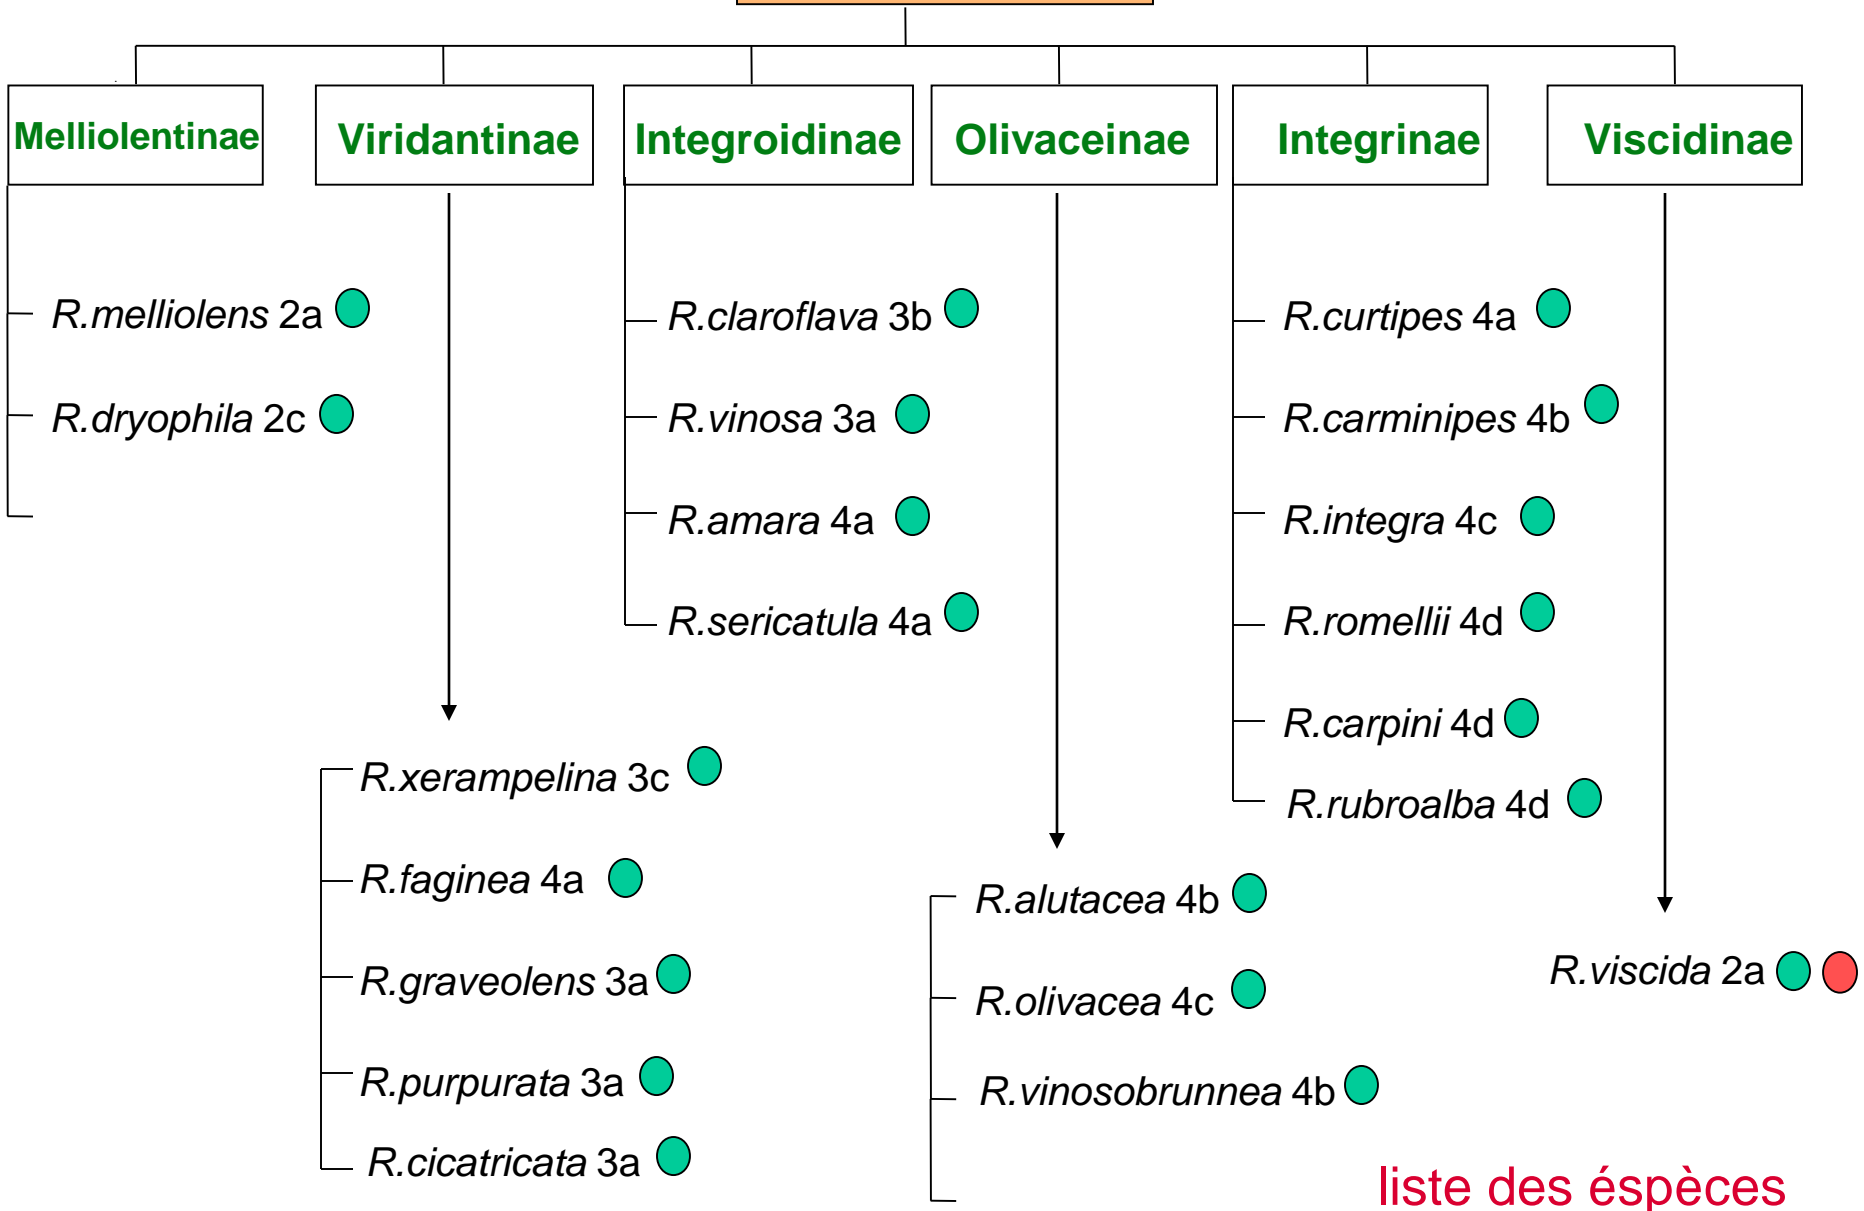 Melliolentinae
Viridantinae
Integroidinae
Olivaceinae
Integrinae
Viscidinae
R.melliolens 2a
R.dryophila 2c
R.xerampelina 3c
R.faginea 4a
R.graveolens 3a
R.purpurata 3a
R.cicatricata 3a
R.claroflava 3b
R.vinosa 3a
R.amara 4a
R.sericatula 4a
R.alutacea 4b
R.olivacea 4c
R.vinosobrunnea 4b
R.curtipes 4a
R.carminipes 4b
R.integra 4c
R.romellii 4d
R.carpini 4d
R.rubroalba 4d
R.viscida 2a
liste des éspèces